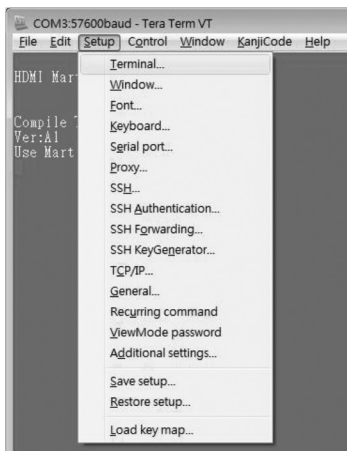 COM3:57600baud - Tera Term VT
File Edit Setup Control Window KanjiCode Help
HDMI Mar
Compile
Ver:A1
Use Mart
Terminal...
Window...
Font...
Keyboard...
Serial port...
Proxy...
SSH...
SSH Authentication...
SSH Forwarding...
SSH KeyGenerator...
TCP/IP...
General...
Recurring command
ViewMode password
Additional settings...
Save setup...
Restore setup...
Load key map...